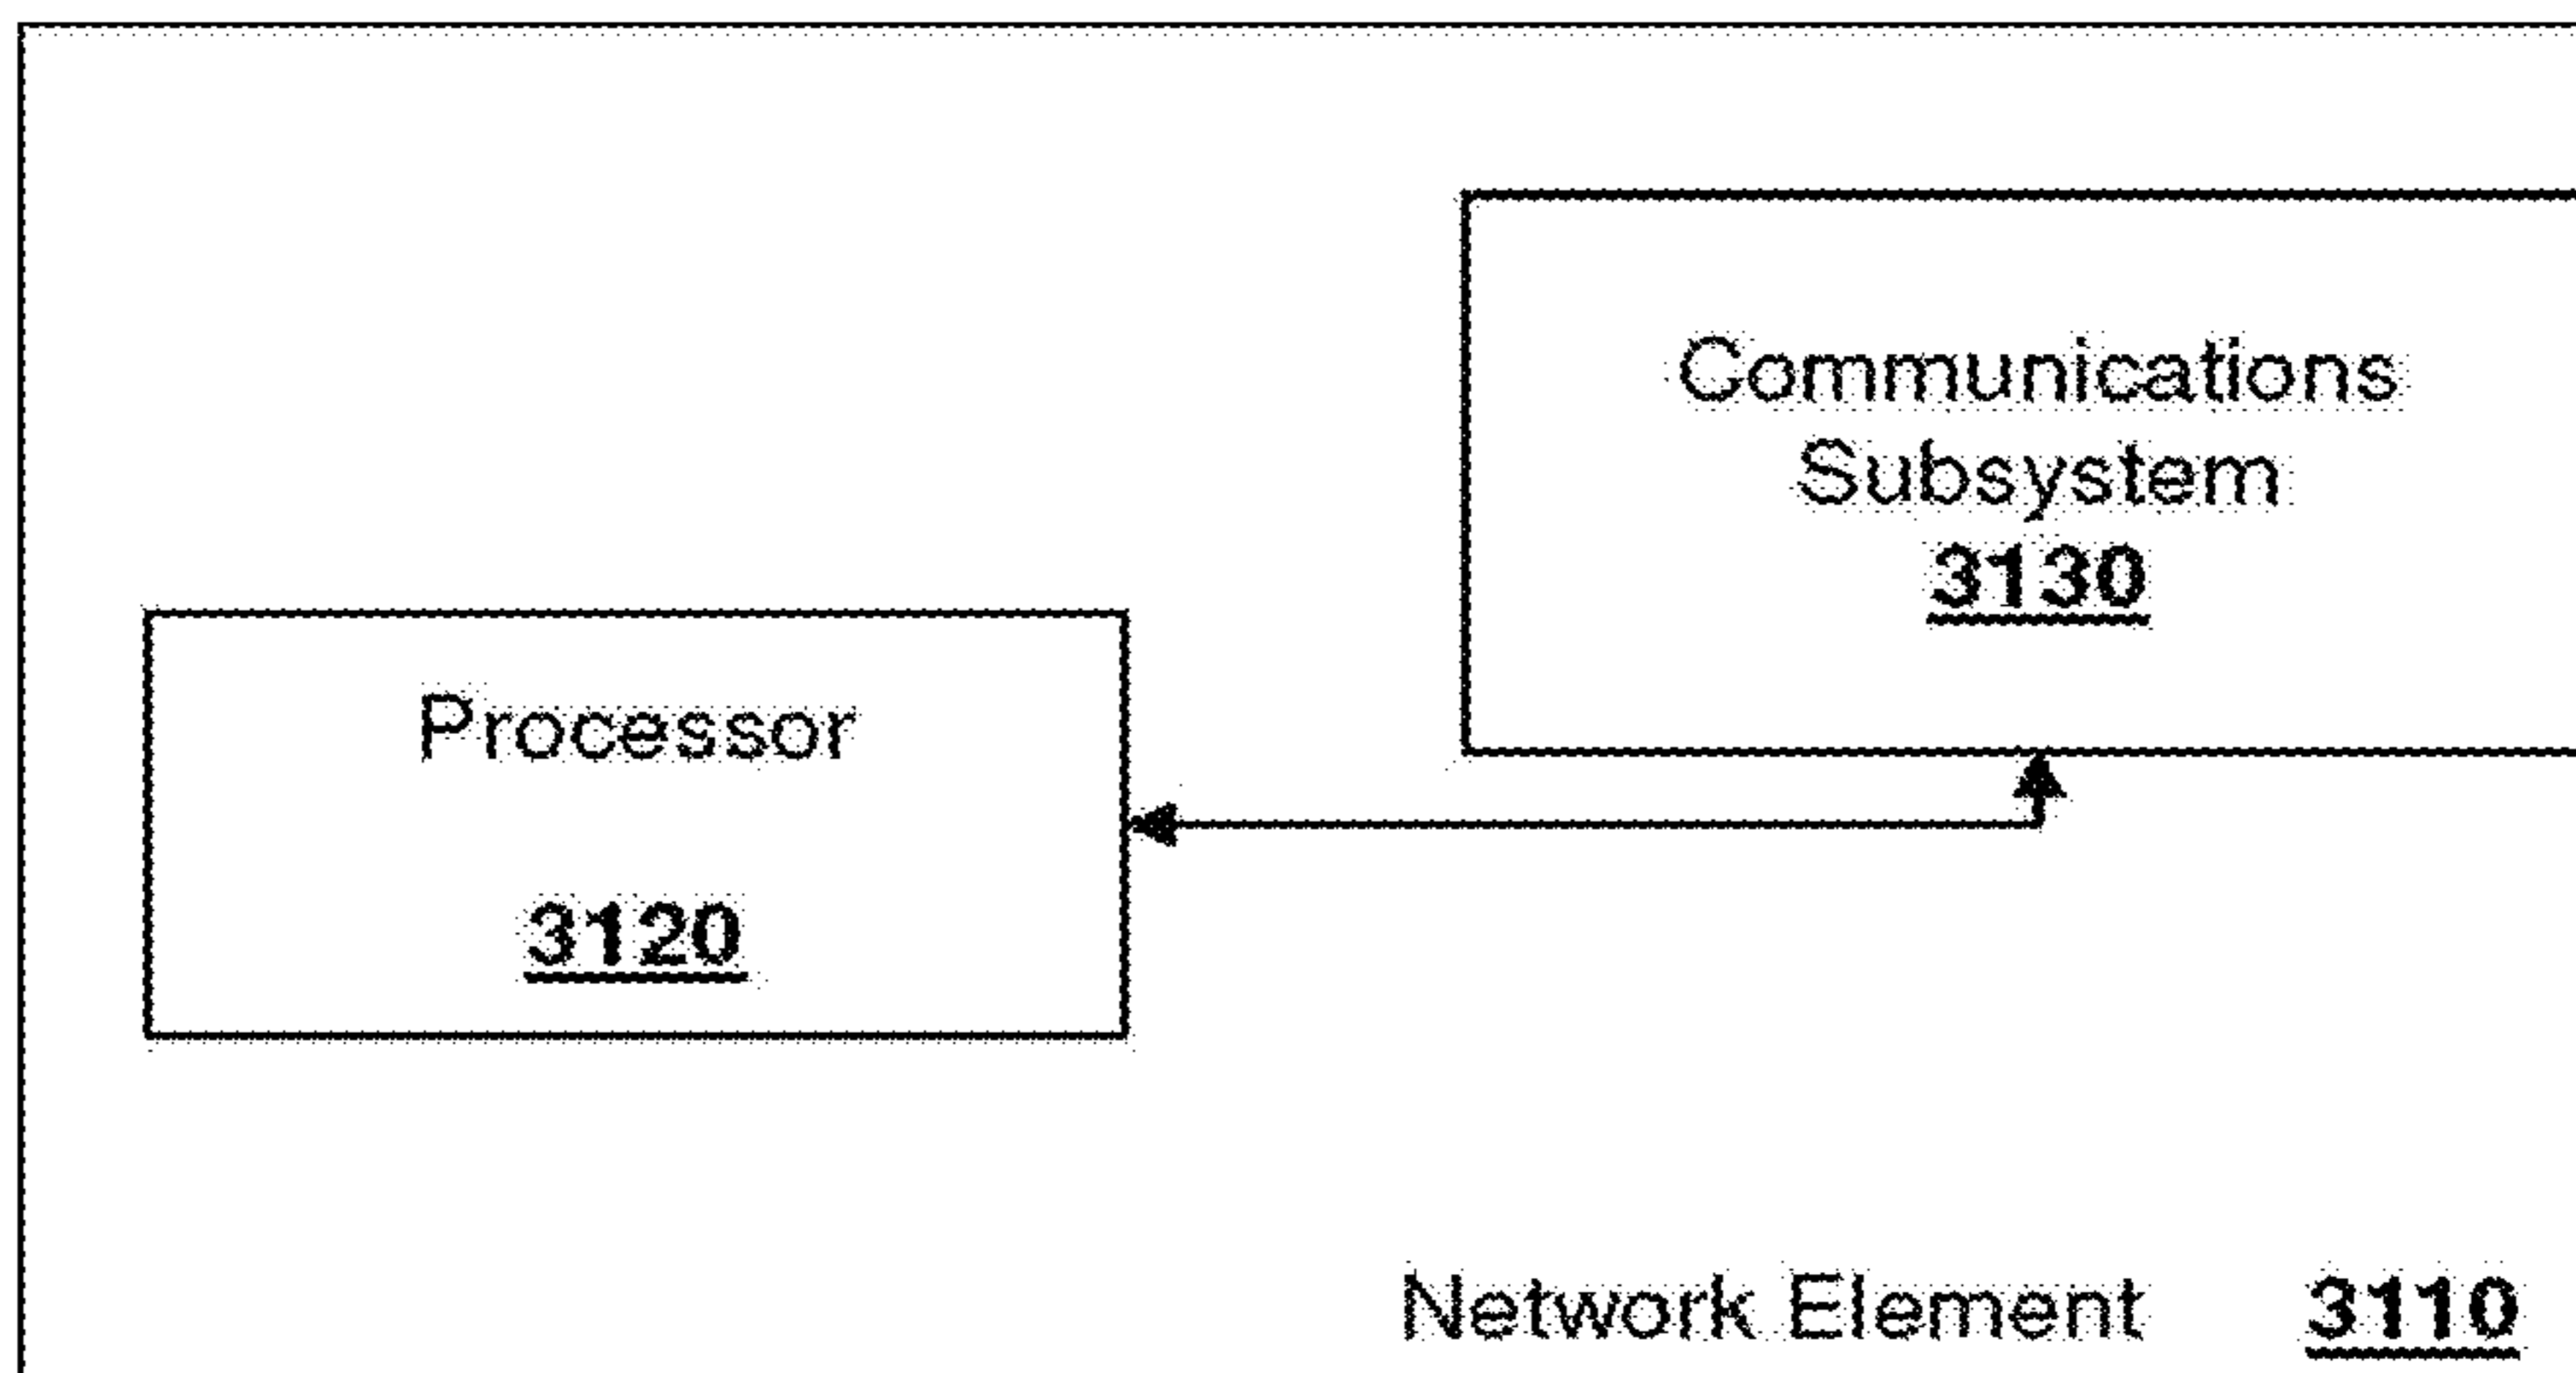 Communications
Subsystem
3130
Processor
3120
Network Element 3110